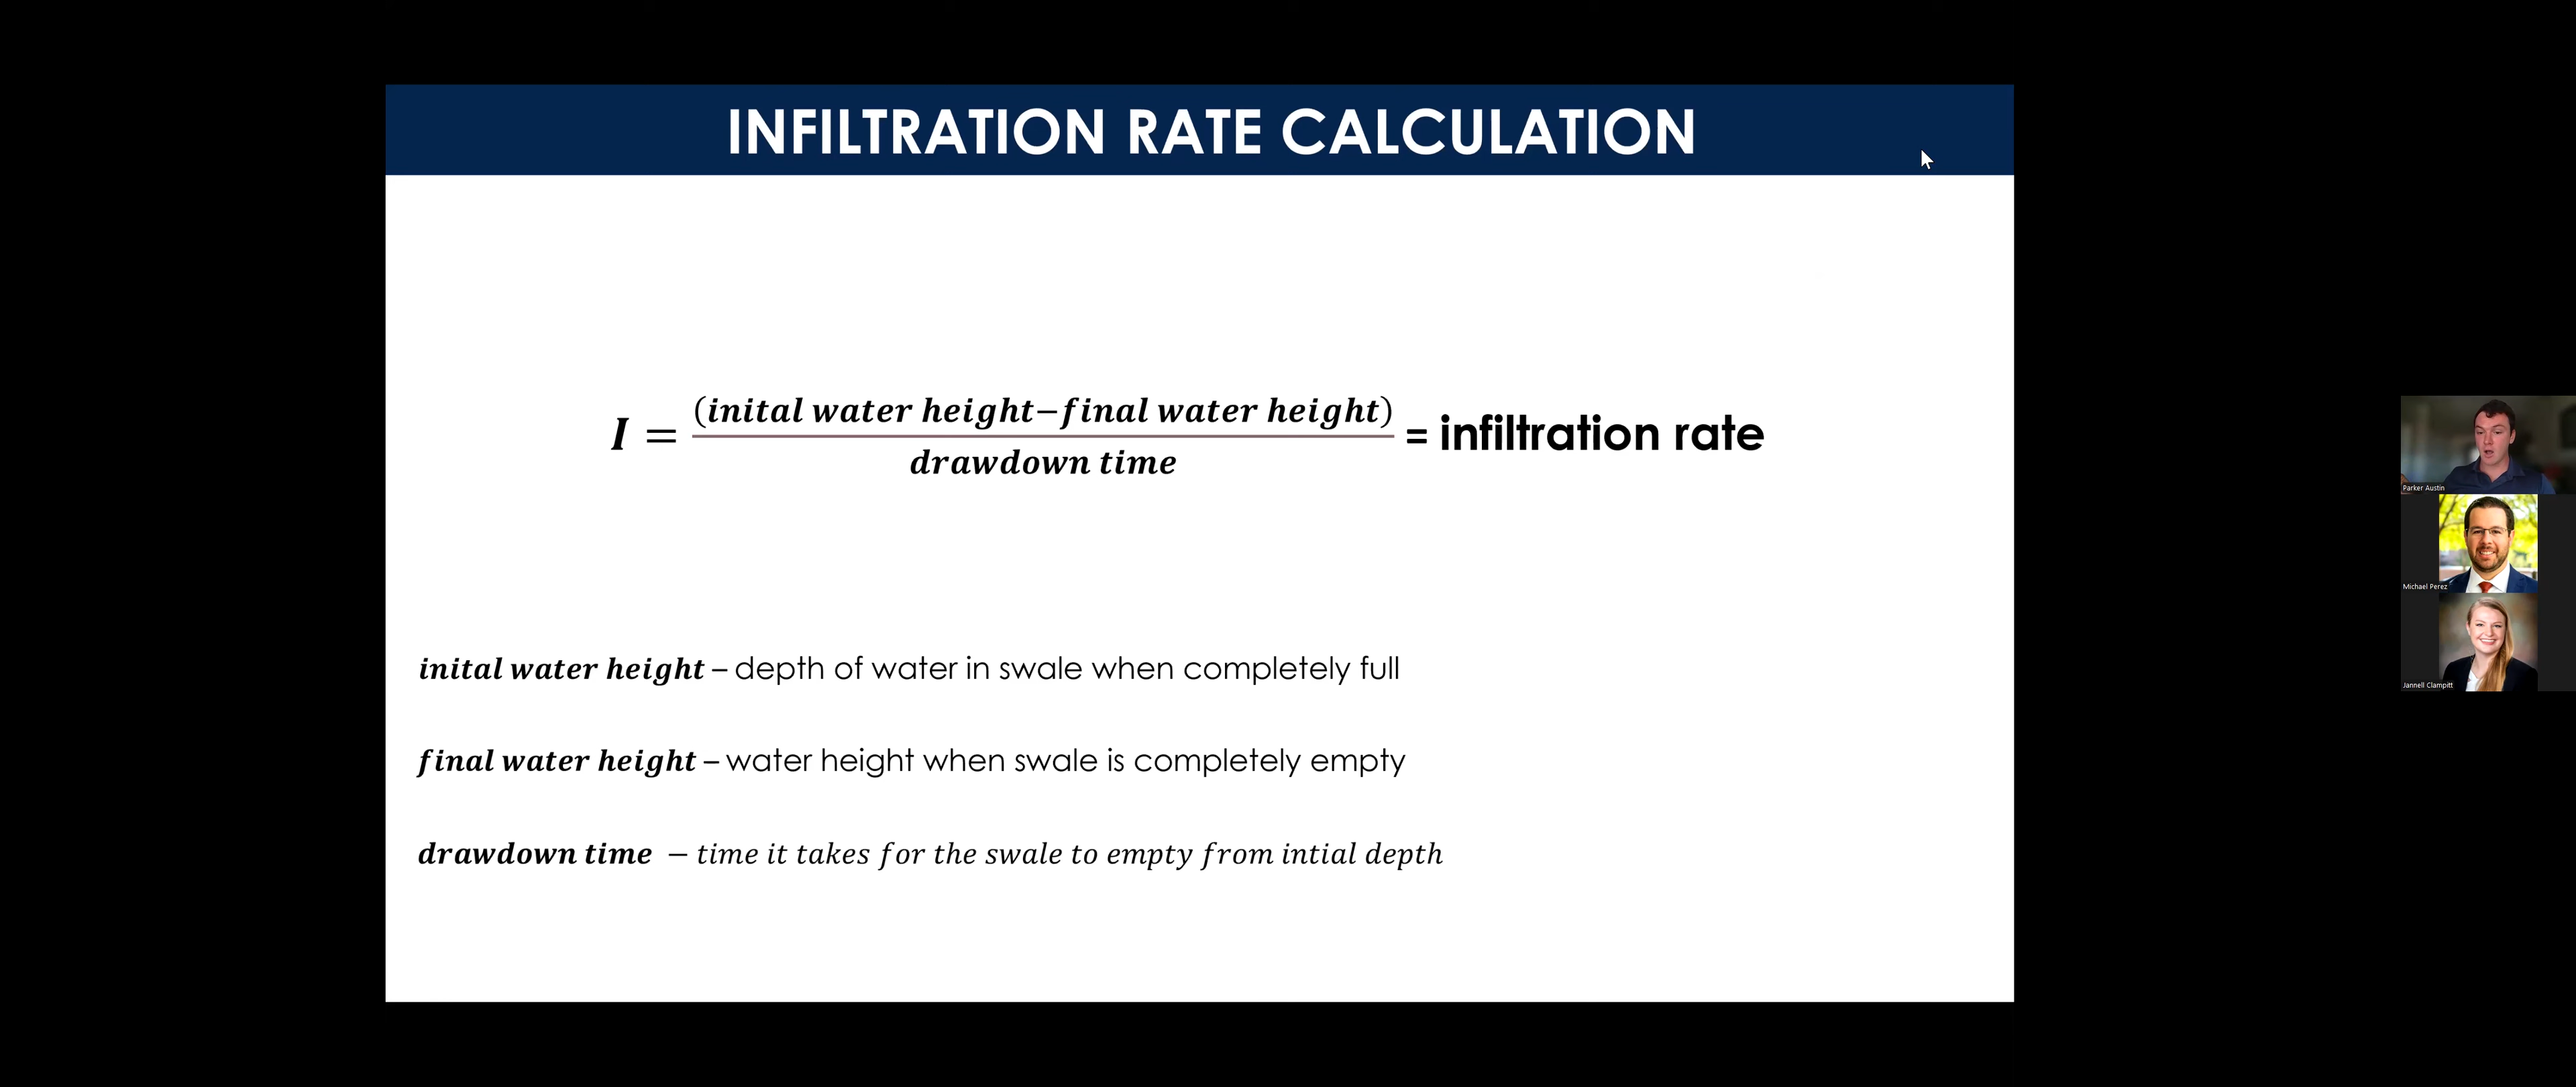 INFILTRATION RATE CALCULATION
I = (inital water height−final water height) / drawdown time = infiltration rate
inital water height – depth of water in swale when completely full
final water height – water height when swale is completely empty
drawdown time – time it takes for the swale to empty from intial depth
Parker Austin
Michael Perez
Jannell Clampitt